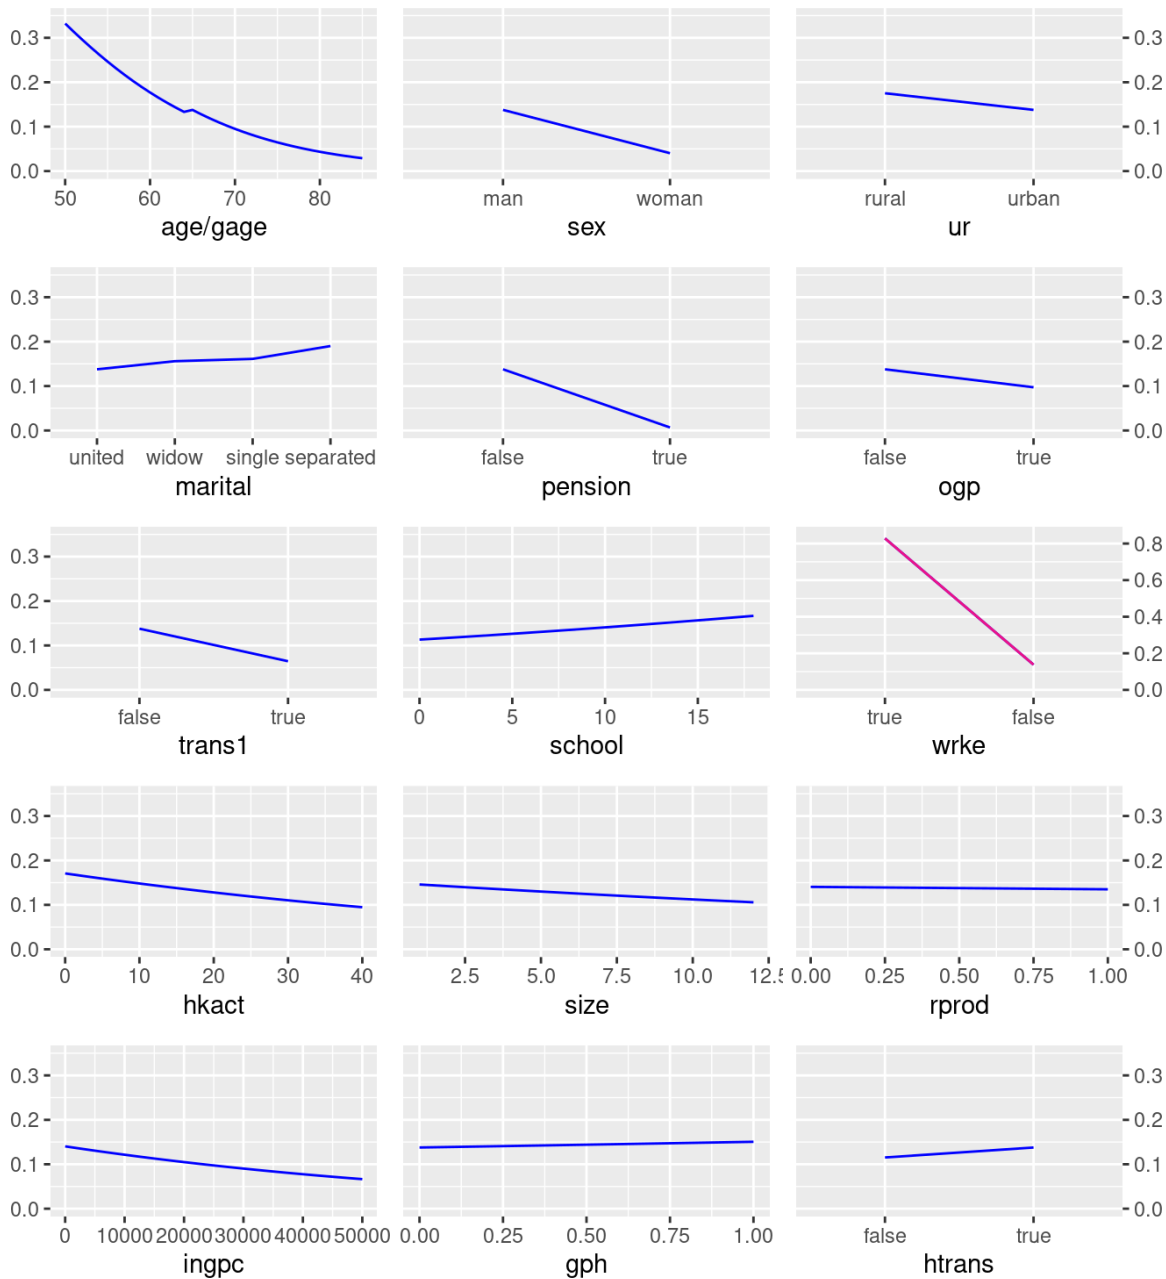 0.3
0.2
0.1
0.0
50 60 70 80
age/gage
man woman
sex
0.3
0.2
0.1
0.0
rural urban
ur
0.3
0.2
0.1
0.0
united widow single separated
marital
false true
pension
0.3
0.2
0.1
0.0
false true
ogp
0.3
0.2
0.1
0.0
false true
trans1
0 5 10 15
school
0.8
0.6
0.4
0.2
0.0
true false
wrke
0.3
0.2
0.1
0.0
0 10 20 30 40
hkact
2.5 5.0 7.5 10.0 12.5
size
0.3
0.2
0.1
0.0
0.00 0.25 0.50 0.75 1.00
rprod
0.3
0.2
0.1
0.0
0 10000 20000 30000 40000 50000
ingpc
0.00 0.25 0.50 0.75 1.00
gph
0.3
0.2
0.1
0.0
false true
htrans